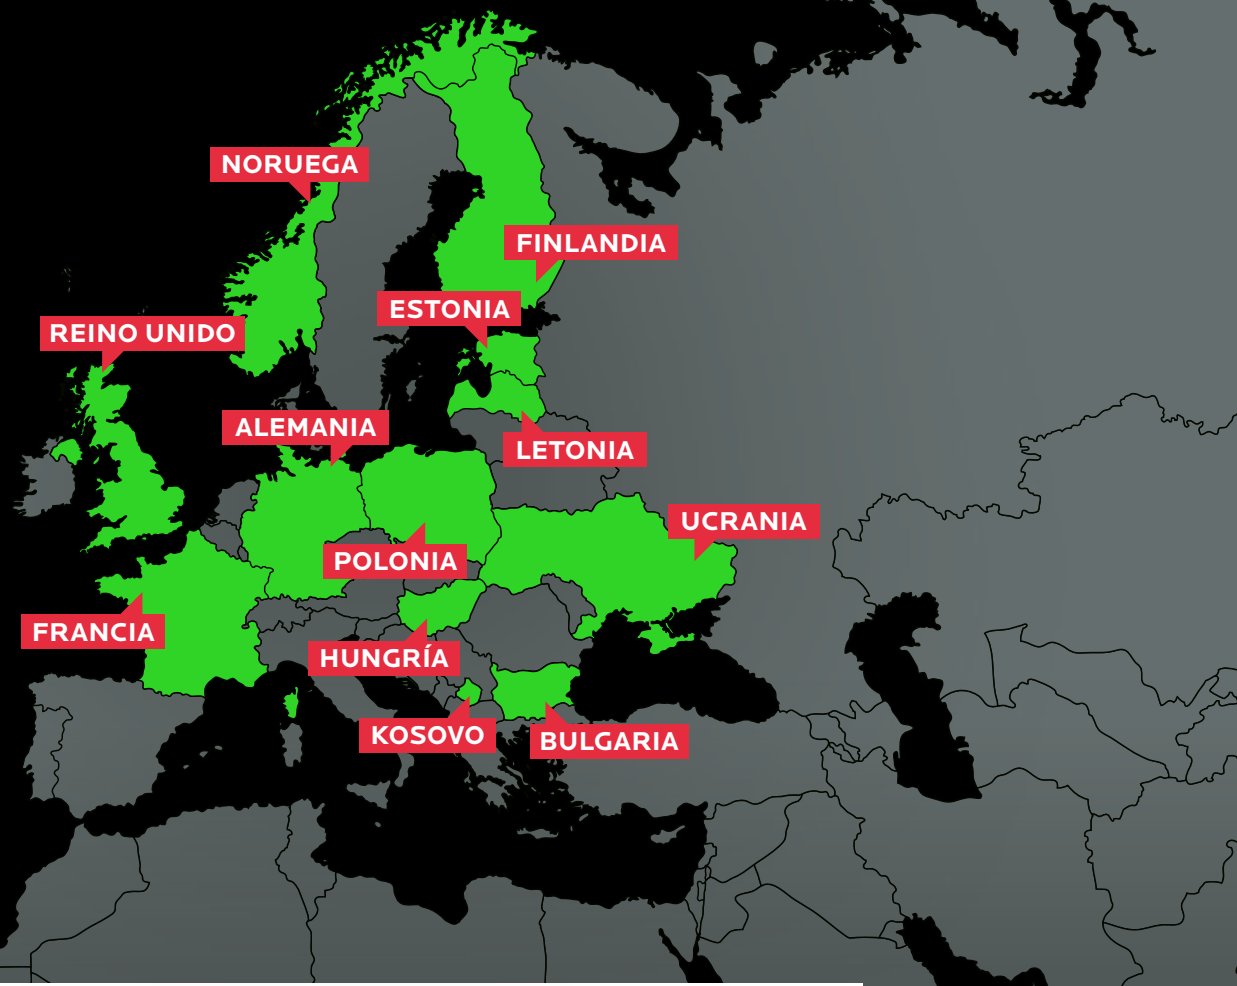 NORUEGA
FINLANDIA
ESTONIA
REINO UNIDO
ALEMANIA
LETONIA
UCRANIA
POLONIA
FRANCIA
HUNGRÍA
KOSOVO
BULGARIA